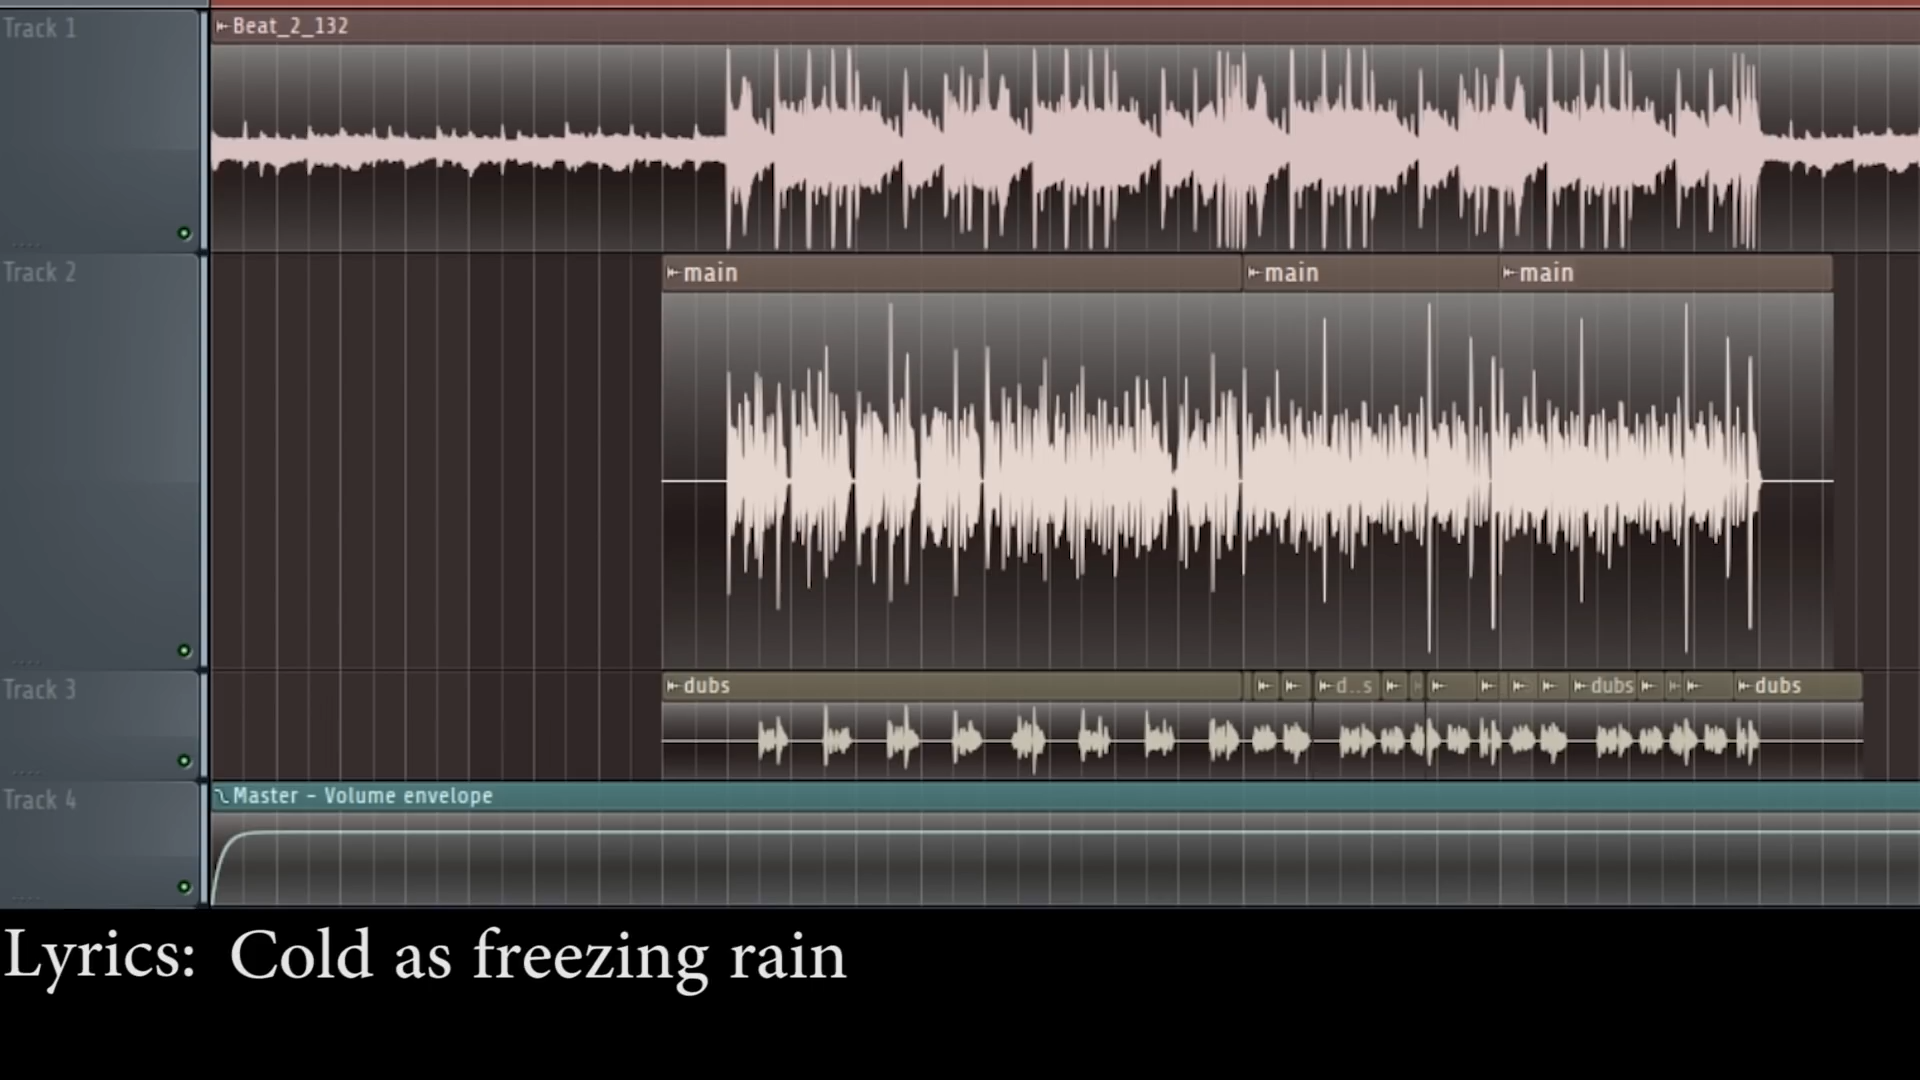 Track 1
Beat_2_132
Track 2
main
main
main
Track 3
dubs
d..s
dubs
dubs
Track 4
Master - Volume envelope
Lyrics: Cold as freezing rain